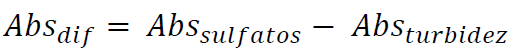 Abs_dif = Abs_sulfatos − Abs_turbidez